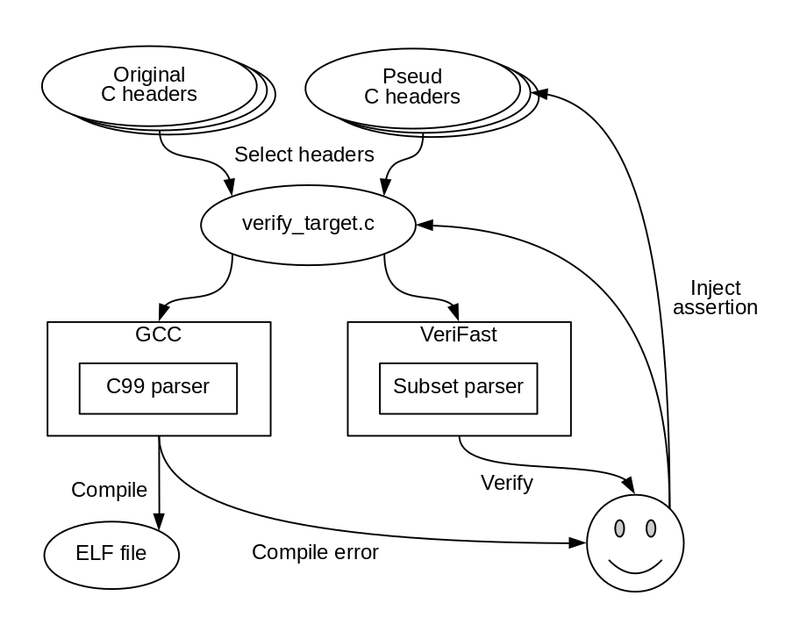 Original
C headers
Pseud
C headers
Select headers
verify_target.c
Inject
assertion
GCC
VeriFast
C99 parser
Subset parser
Compile
Verify
ELF file
Compile error